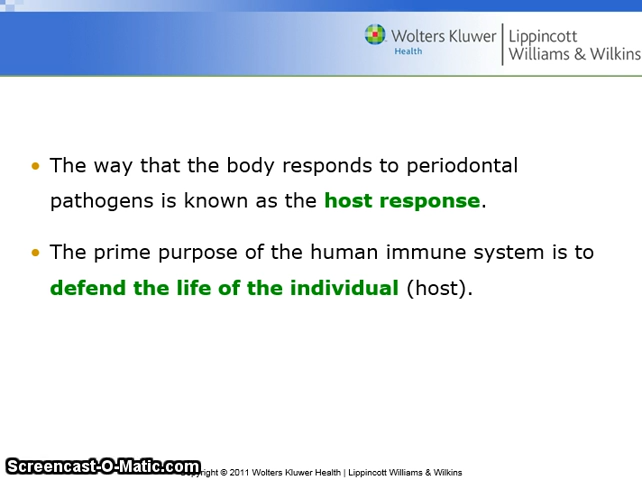 Wolters Kluwer
Health
Lippincott
Williams & Wilkins
• The way that the body responds to periodontal
pathogens is known as the host response.
• The prime purpose of the human immune system is to
defend the life of the individual (host).
Screencast-O-Matic.com
Copyright © 2011 Wolters Kluwer Health | Lippincott Williams & Wilkins